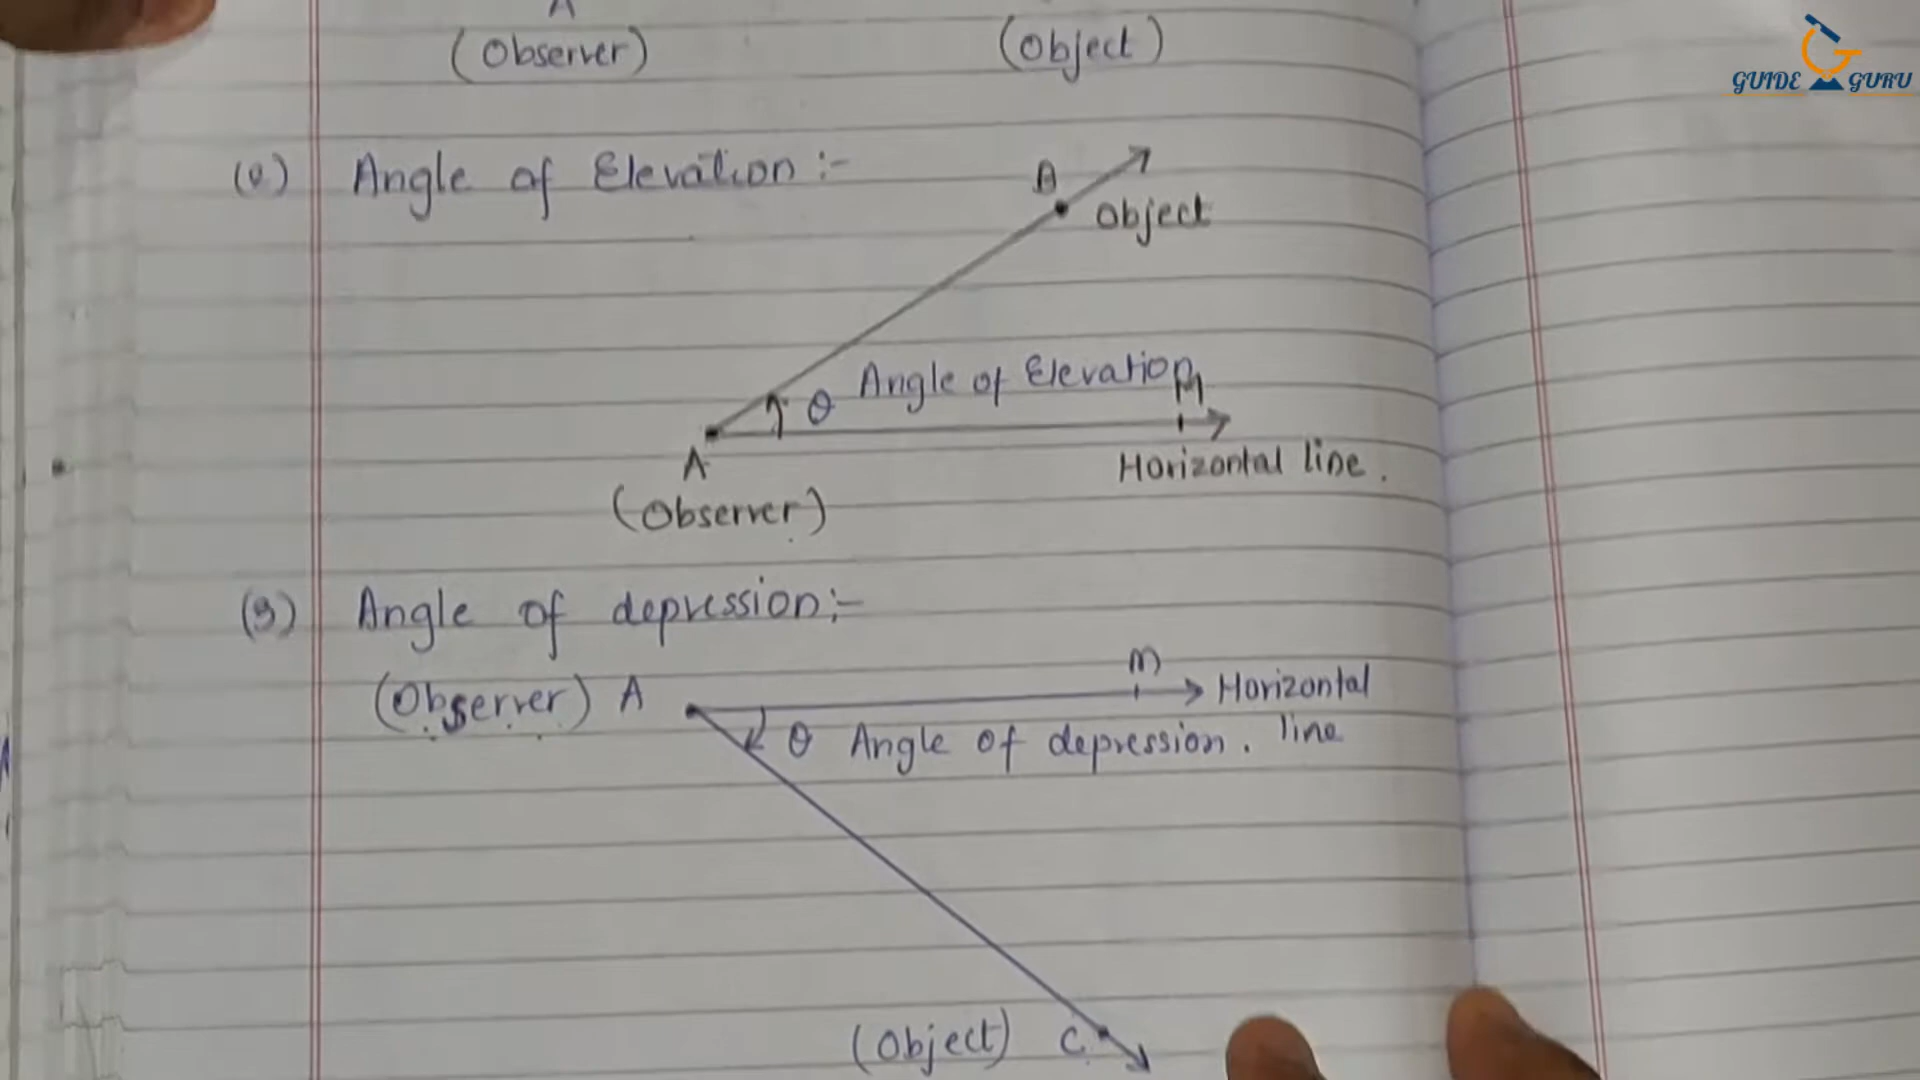 A
(Observer) (Object)
GUIDE GURU
(2) Angle of Elevation :-
B
Object
θ Angle of Elevation M
A Horizontal line .
(Observer)
(3) Angle of depression :-
(Observer) A m Horizontal
θ Angle of depression . line
(Object) C